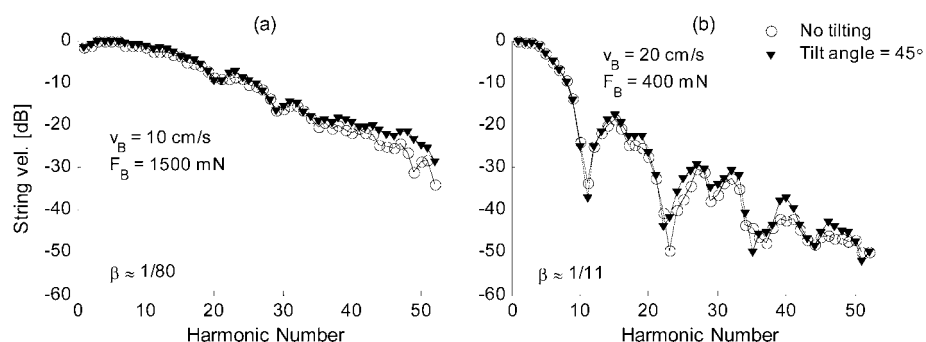 (a)
(b)
No tilting
Tilt angle = 45°
String vel. [dB]
0
-10
-20
-30
-40
-50
-60
v_B = 10 cm/s
F_B = 1500 mN
β ≈ 1/80
0 10 20 30 40 50
Harmonic Number
0
-10
-20
-30
-40
-50
-60
v_B = 20 cm/s
F_B = 400 mN
β ≈ 1/11
0 10 20 30 40 50
Harmonic Number